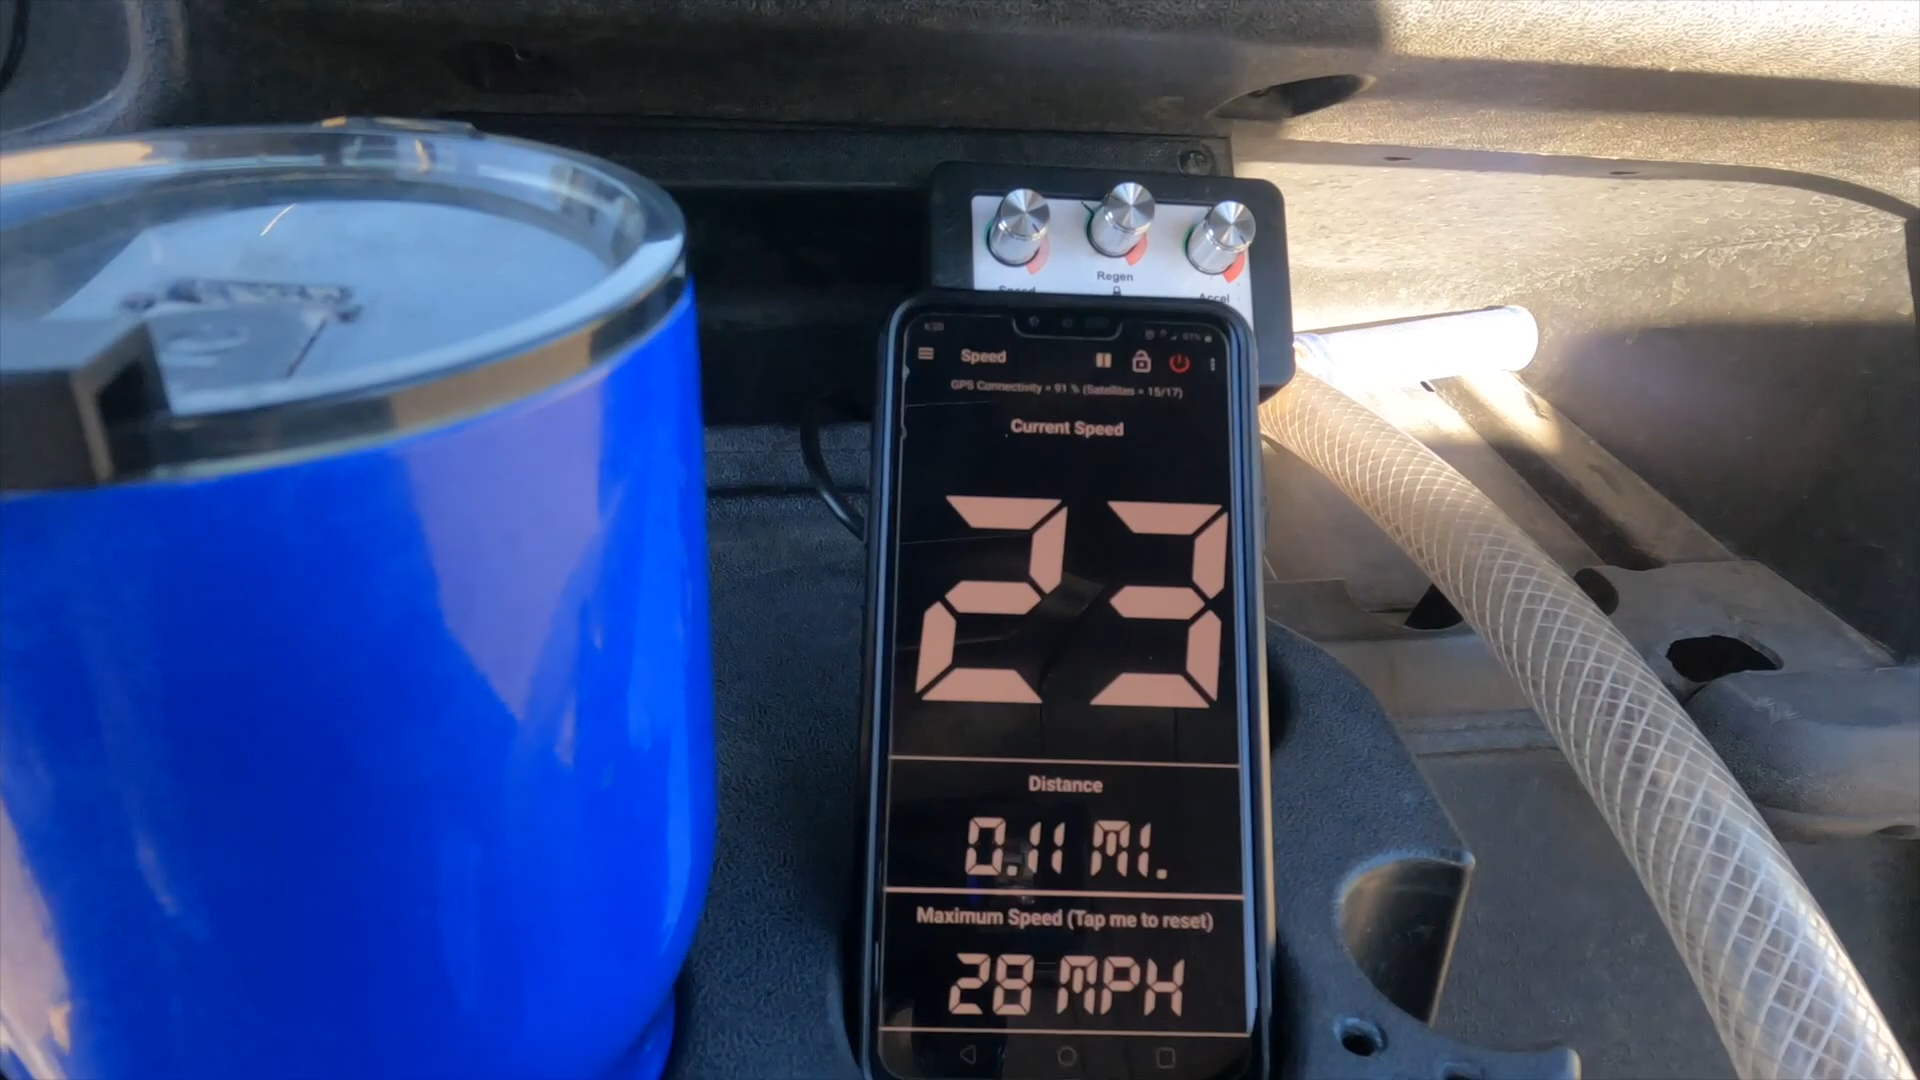 Regen
Speed
Accel
Speed
GPS Connectivity = 91 % (Satellites = 15/17)
Current Speed
23
Distance
0.11 MI.
Maximum Speed (Tap me to reset)
28 MPH